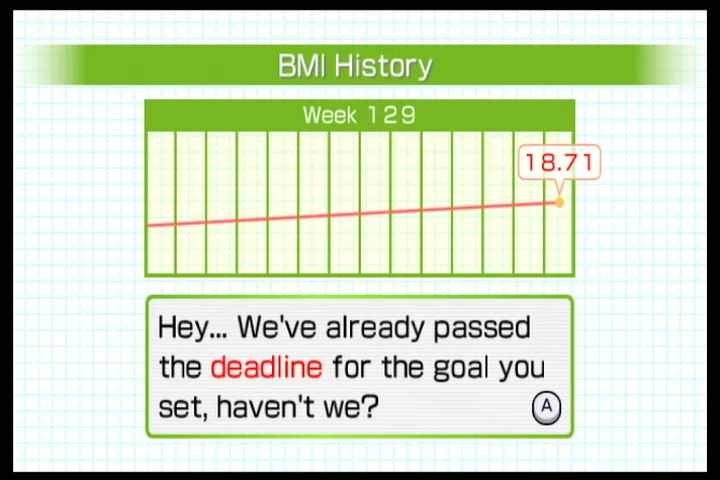 BMI History
Week 129
18.71
Hey... We've already passed
the deadline for the goal you
set, haven't we?
A